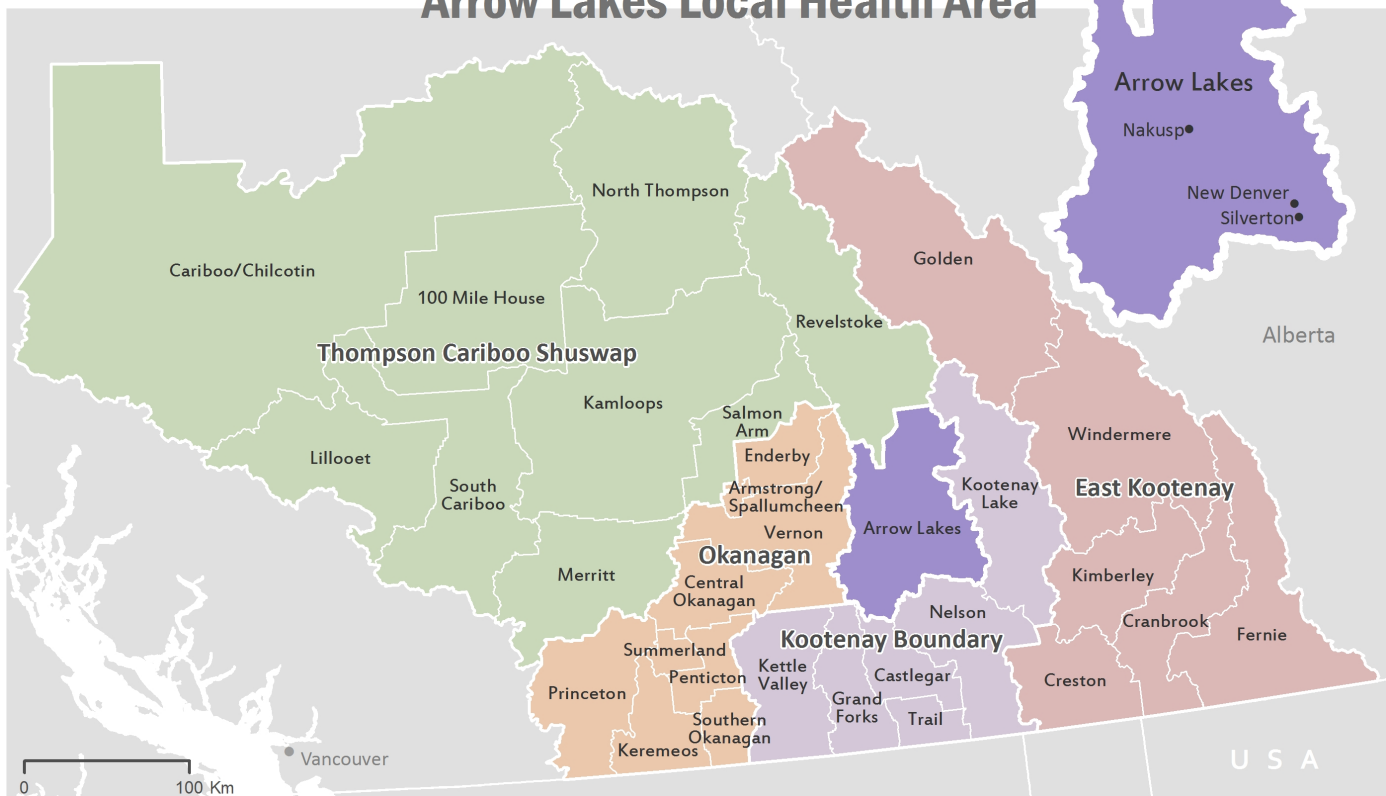 Arrow Lakes Local Health Area
Arrow Lakes
Nakusp
New Denver
Silverton
North Thompson
Cariboo/Chilcotin
Golden
100 Mile House
Revelstoke
Alberta
Thompson Cariboo Shuswap
Kamloops
Salmon
Arm
Windermere
Enderby
Lillooet
South
Cariboo
Armstrong/
Spallumcheen
Kootenay
Lake
East Kootenay
Vernon
Arrow Lakes
Okanagan
Merritt
Central
Okanagan
Kimberley
Nelson
Cranbrook
Fernie
Kootenay Boundary
Summerland
Kettle
Valley
Penticton
Castlegar
Creston
Princeton
Grand
Forks
Trail
Southern
Okanagan
Keremeos
Vancouver
U S A
0 100 Km